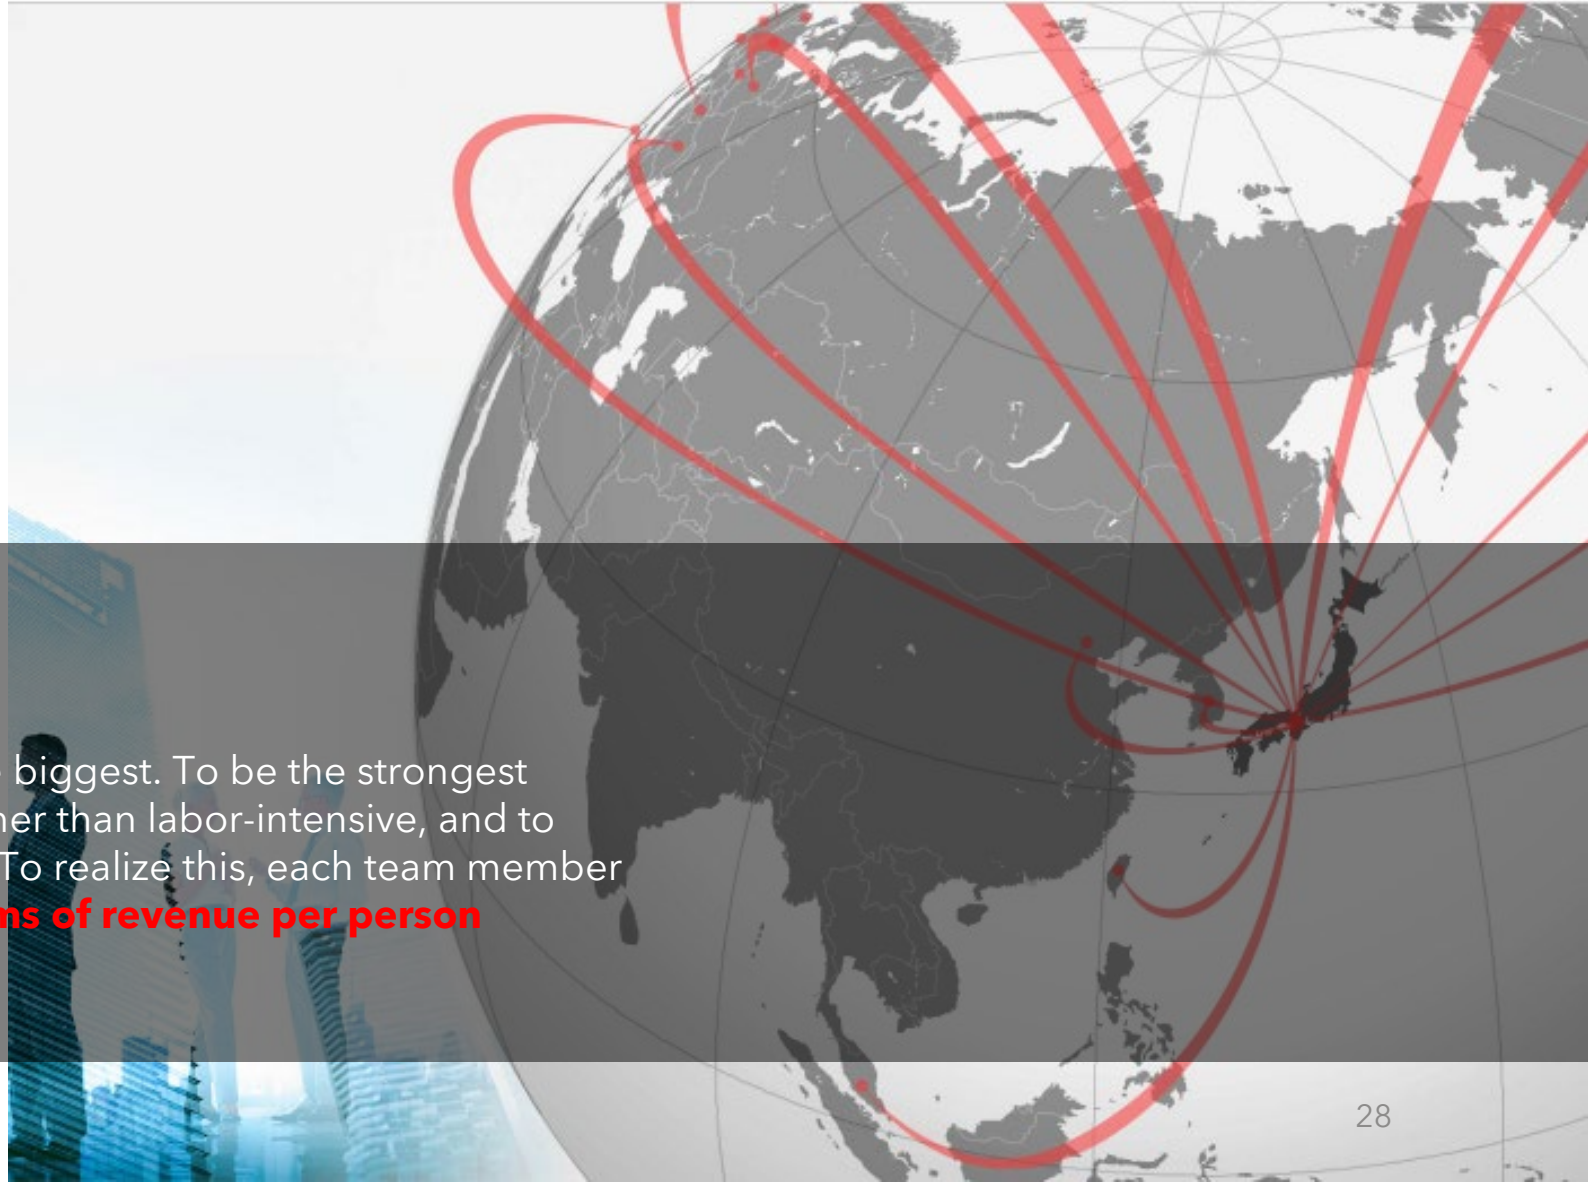 biggest. To be the strongest
than labor-intensive, and to
To realize this, each team member
of revenue per person
28